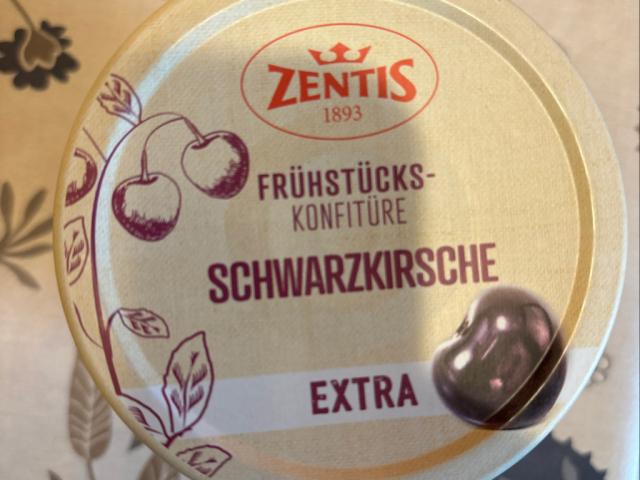 ZENTIS
1893
FRÜHSTÜCKS-
KONFITÜRE
SCHWARZKIRSCHE
EXTRA